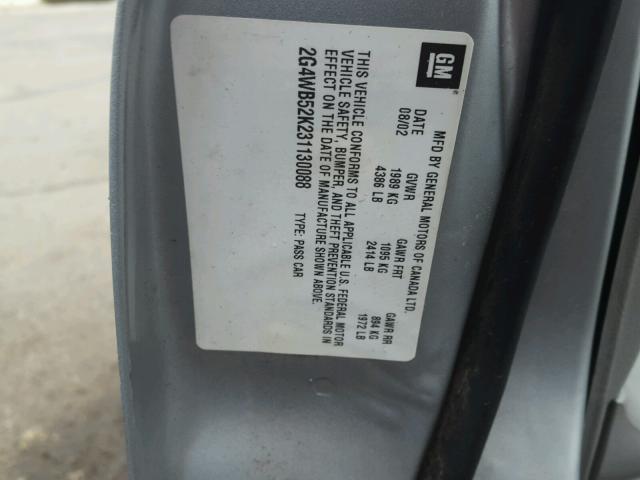 GM
MFD BY GENERAL MOTORS OF CANADA LTD.
DATE GVWR GAWR FRT GAWR RR
08/02 1989 KG 1095 KG 894 KG
4386 LB 2414 LB 1972 LB
THIS VEHICLE CONFORMS TO ALL APPLICABLE U.S. FEDERAL MOTOR
VEHICLE SAFETY, BUMPER, AND THEFT PREVENTION STANDARDS IN
EFFECT ON THE DATE OF MANUFACTURE SHOWN ABOVE.
2G4WB52K231130088 TYPE: PASS CAR